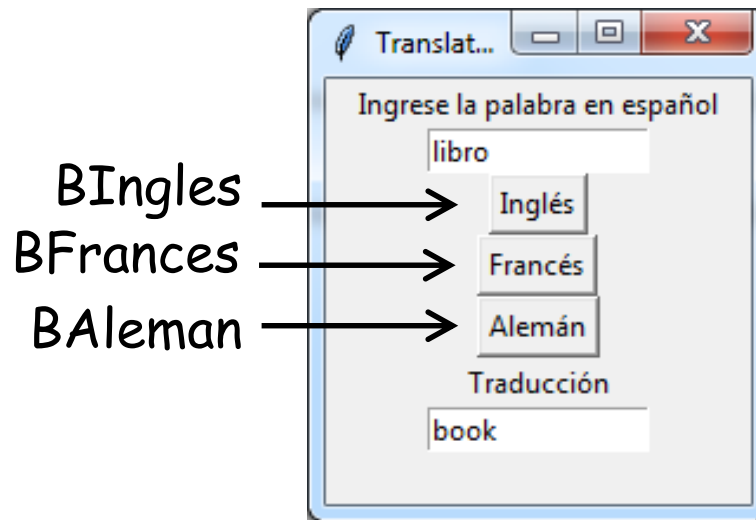 Translat...
Ingrese la palabra en español
libro
BIngles
Inglés
BFrances
Francés
BAleman
Alemán
Traducción
book